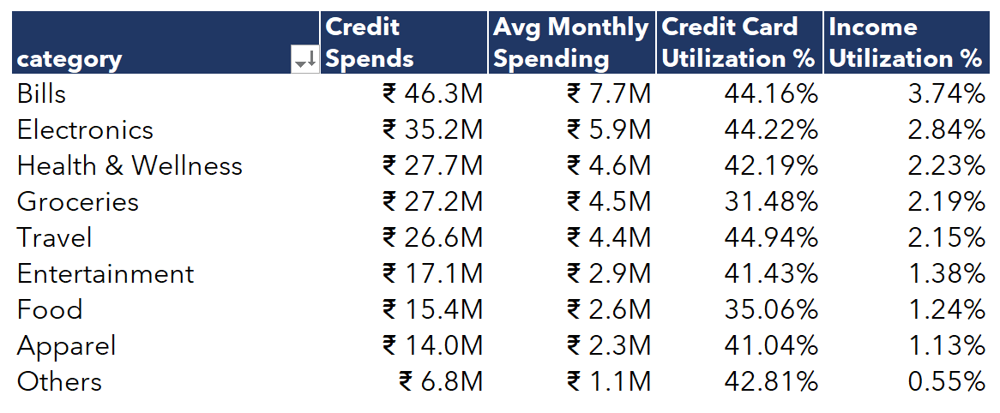 category Credit Spends Avg Monthly Spending Credit Card Utilization % Income Utilization %
Bills ₹ 46.3M ₹ 7.7M 44.16% 3.74%
Electronics ₹ 35.2M ₹ 5.9M 44.22% 2.84%
Health & Wellness ₹ 27.7M ₹ 4.6M 42.19% 2.23%
Groceries ₹ 27.2M ₹ 4.5M 31.48% 2.19%
Travel ₹ 26.6M ₹ 4.4M 44.94% 2.15%
Entertainment ₹ 17.1M ₹ 2.9M 41.43% 1.38%
Food ₹ 15.4M ₹ 2.6M 35.06% 1.24%
Apparel ₹ 14.0M ₹ 2.3M 41.04% 1.13%
Others ₹ 6.8M ₹ 1.1M 42.81% 0.55%